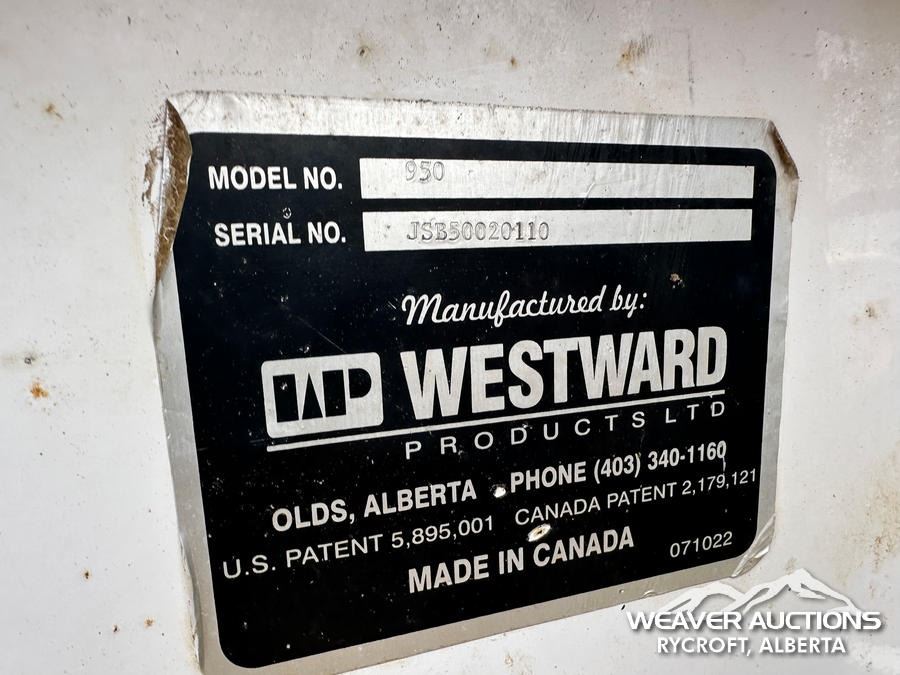 MODEL NO. 950
SERIAL NO. JSB50020110
Manufactured by:
WESTWARD
PRODUCTS LTD
OLDS, ALBERTA PHONE (403) 340-1160
U.S. PATENT 5,895,001 CANADA PATENT 2,179,121
MADE IN CANADA 071022
WEAVER AUCTIONS
RYCROFT, ALBERTA